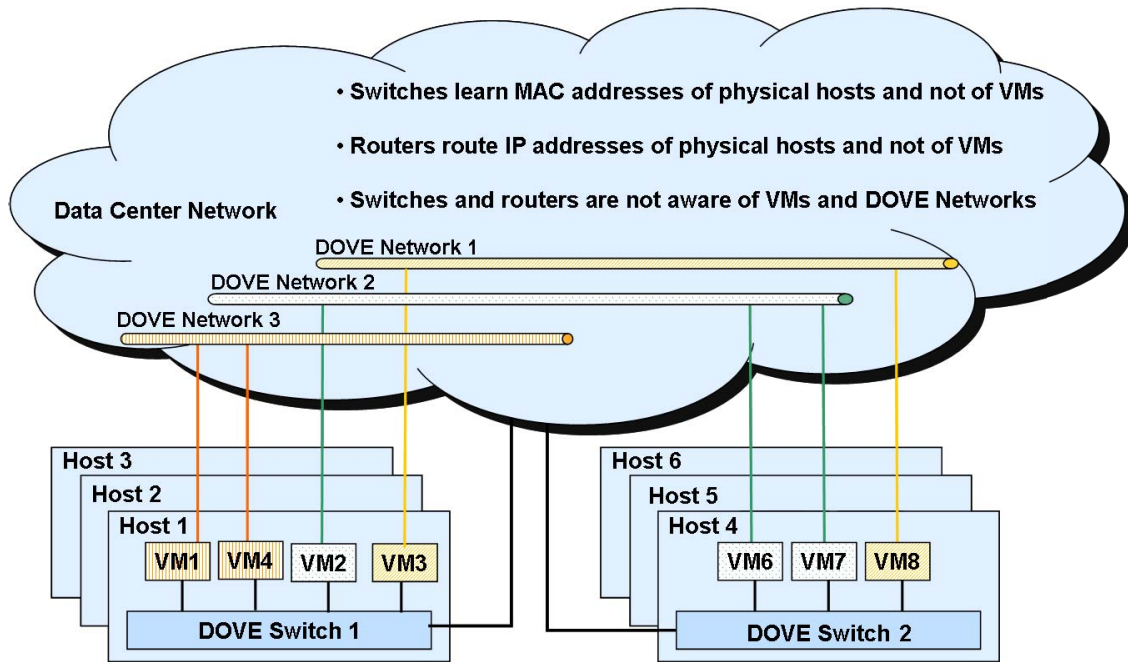 • Switches learn MAC addresses of physical hosts and not of VMs
• Routers route IP addresses of physical hosts and not of VMs
• Switches and routers are not aware of VMs and DOVE Networks
Data Center Network
DOVE Network 1
DOVE Network 2
DOVE Network 3
Host 3
Host 2
Host 1
VM1
VM4
VM2
VM3
DOVE Switch 1
Host 6
Host 5
Host 4
VM6
VM7
VM8
DOVE Switch 2